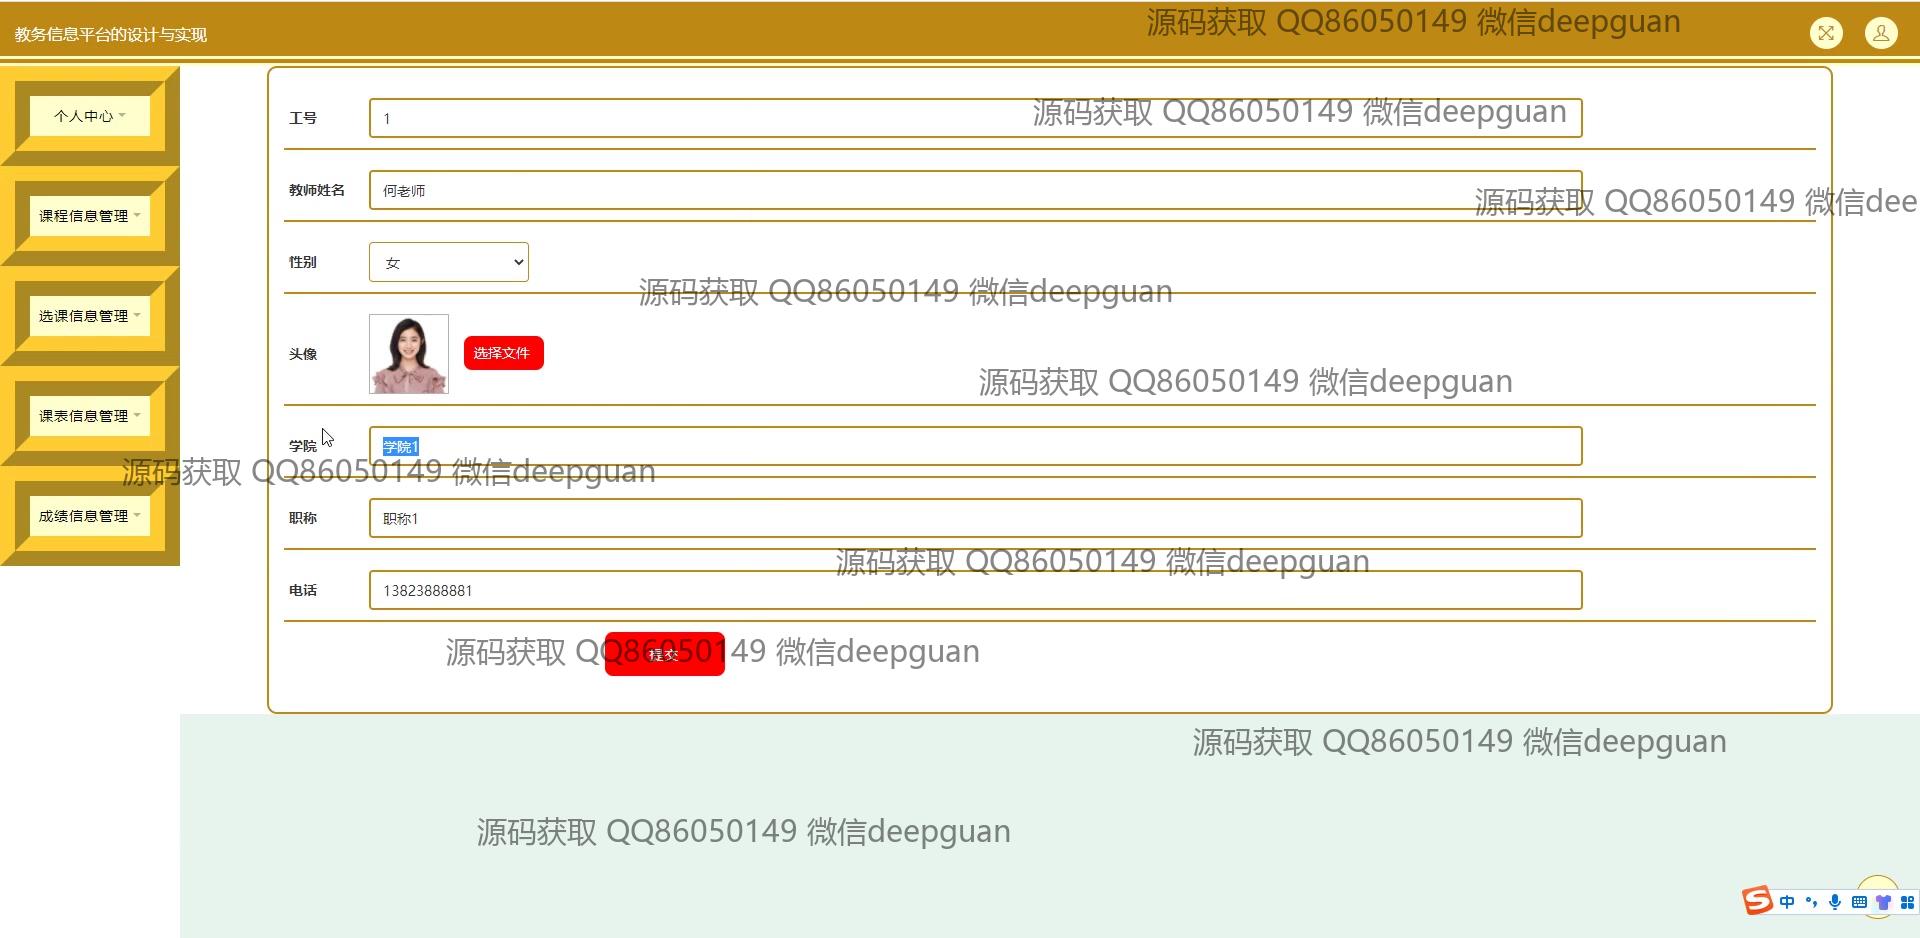 教务信息平台的设计与实现
源码获取 QQ86050149 微信deepguan
个人中心
课程信息管理
选课信息管理
课表信息管理
成绩信息管理
工号
1
源码获取 QQ86050149 微信deepguan
教师姓名
何老师
源码获取 QQ86050149 微信dee
性别
女
源码获取 QQ86050149 微信deepguan
头像
选择文件
源码获取 QQ86050149 微信deepguan
学院
学院1
源码获取 QQ86050149 微信deepguan
职称
职称1
源码获取 QQ86050149 微信deepguan
电话
13823888881
源码获取 QQ86050149 微信deepguan
提交
源码获取 QQ86050149 微信deepguan
源码获取 QQ86050149 微信deepguan
S 中